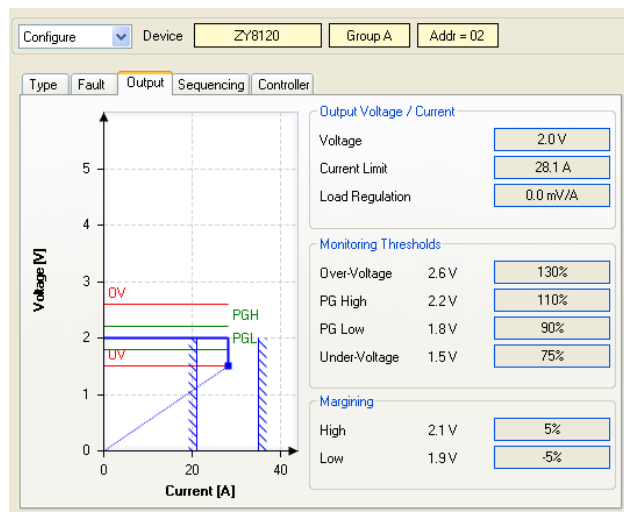 Configure Device ZY8120 Group A Addr = 02
Type Fault Output Sequencing Controller
Output Voltage / Current
Voltage 2.0 V
Current Limit 28.1 A
Load Regulation 0.0 mV/A
Monitoring Thresholds
Over-Voltage 2.6 V 130%
PG High 2.2 V 110%
PG Low 1.8 V 90%
Under-Voltage 1.5 V 75%
Margining
High 2.1 V 5%
Low 1.9 V -5%
Voltage [V]
5
4
3
2
1
0
OV
PGH
PGL
OV
0 20 40
Current [A]